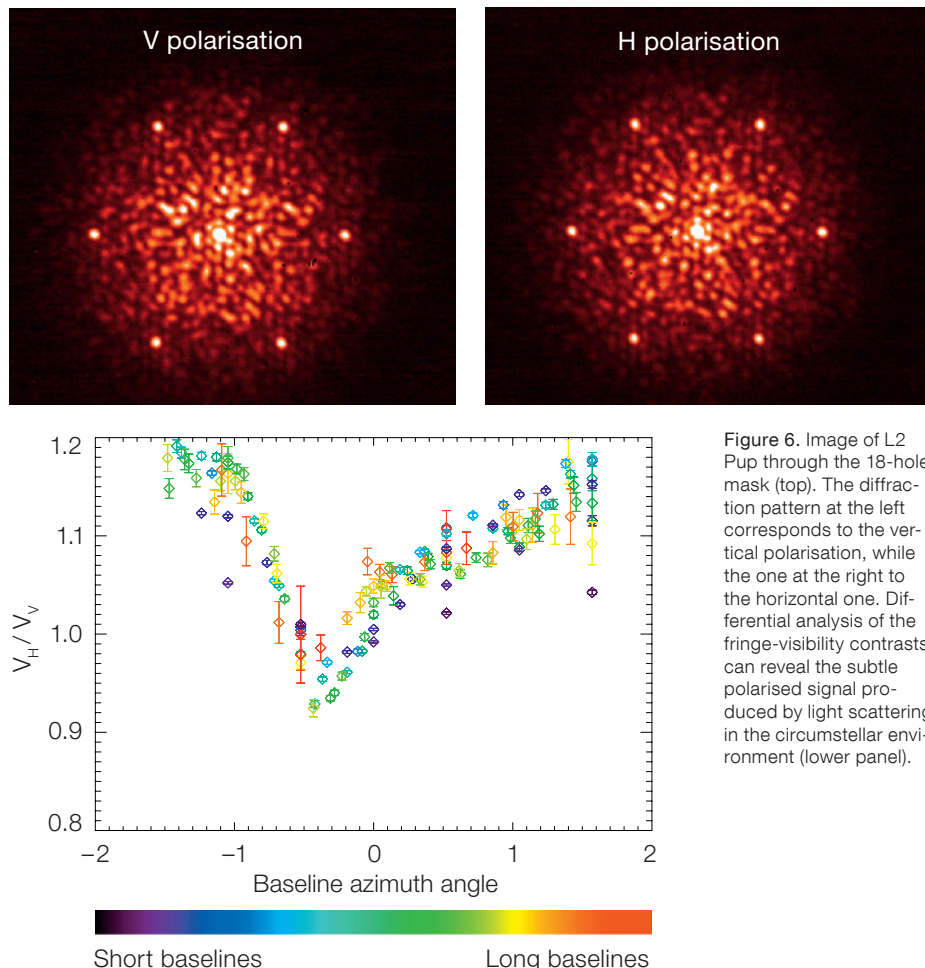 V polarisation
H polarisation
1.2
1.1
1.0
0.9
0.8
V_H / V_V
−2
−1
0
1
2
Baseline azimuth angle
Short baselines
Long baselines
Figure 6. Image of L2
Pup through the 18-hole
mask (top). The diffrac-
tion pattern at the left
corresponds to the ver-
tical polarisation, while
the one at the right to
the horizontal one. Dif-
ferential analysis of the
fringe-visibility contrasts
can reveal the subtle
polarised signal pro-
duced by light scattering
in the circumstellar envi-
ronment (lower panel).